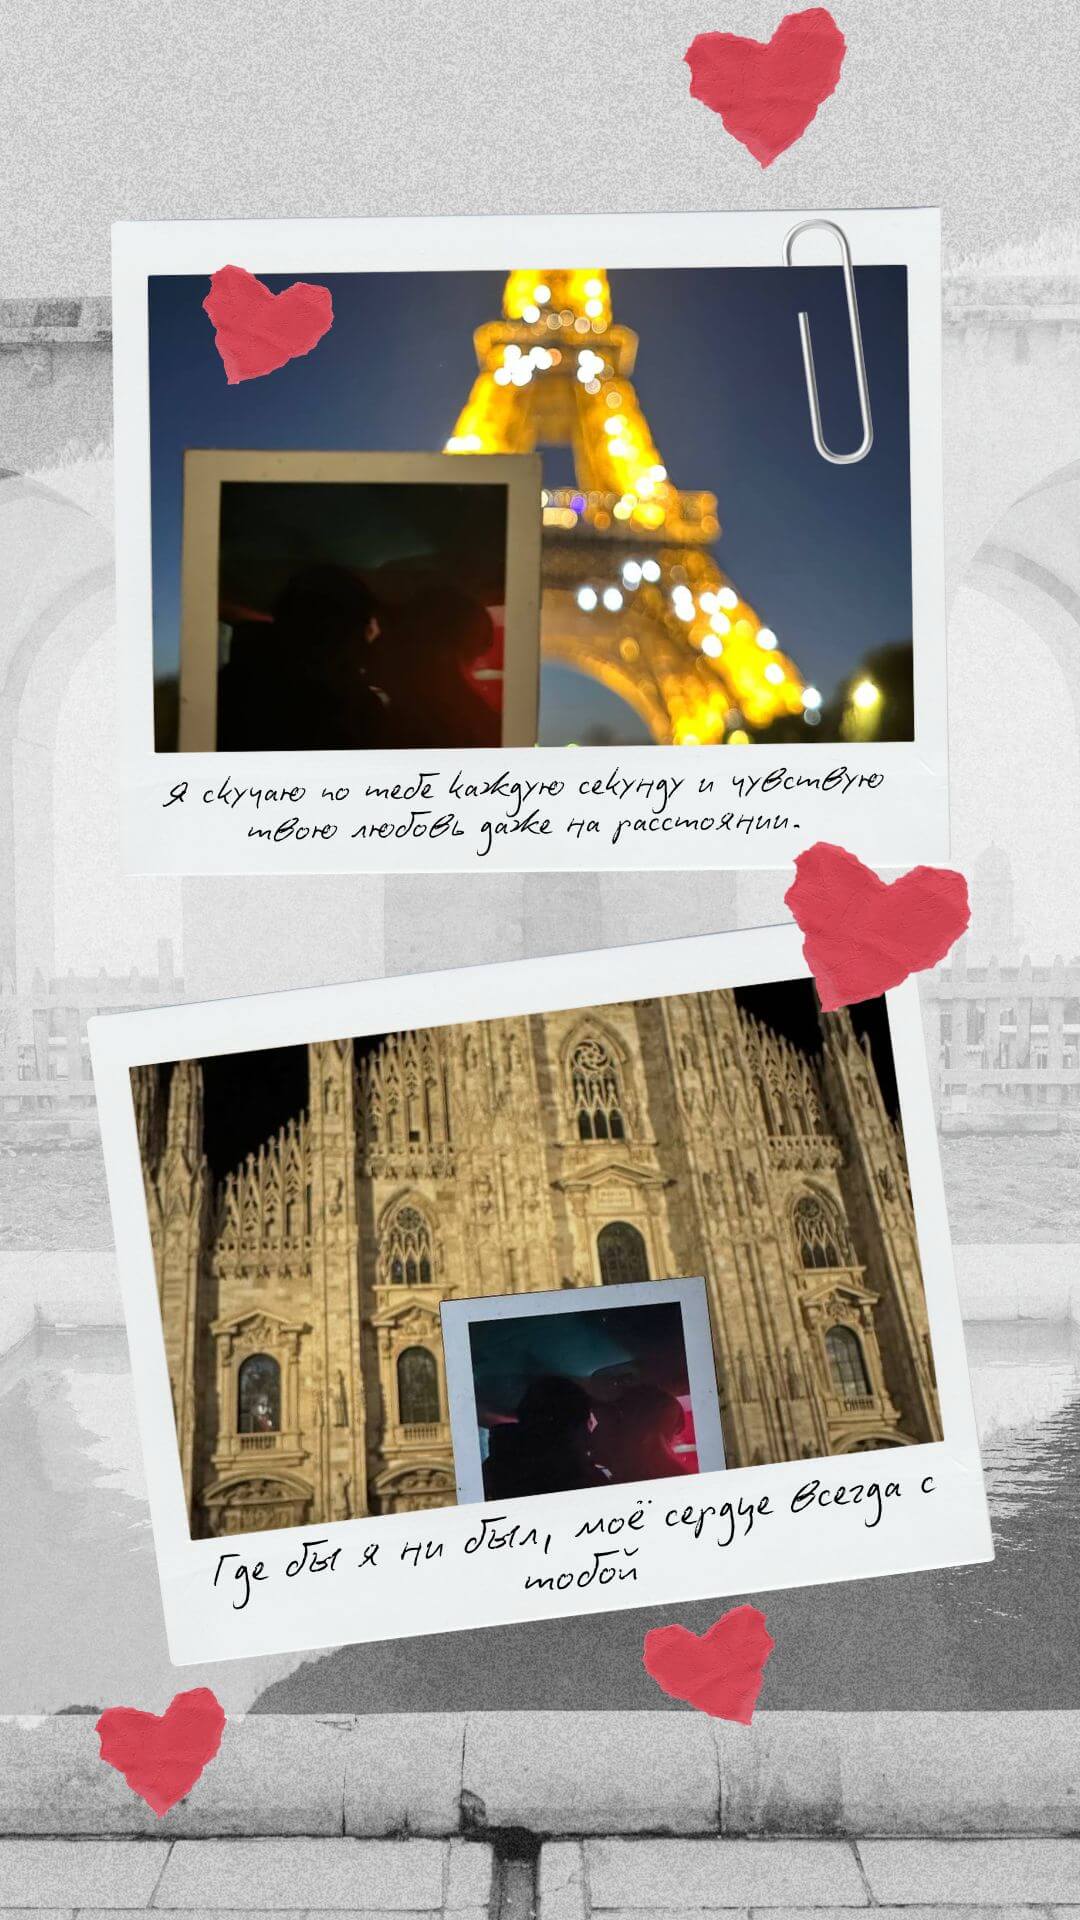 Я скучаю по тебе каждую секунду и чувствую
твою любовь даже на расстоянии.
Где бы я ни был, моё сердце всегда с
тобой